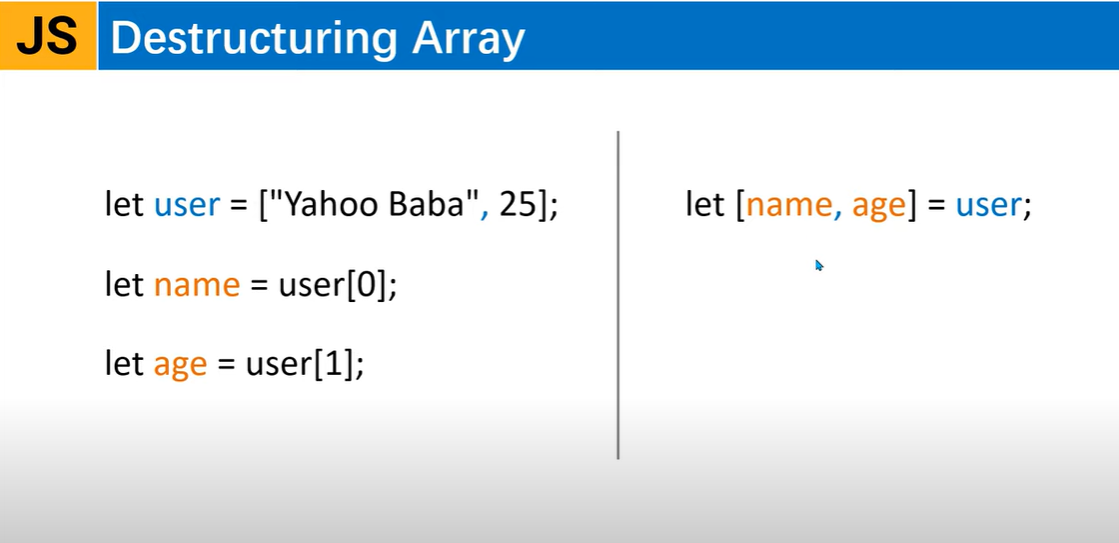 JS Destructuring Array
let user = ["Yahoo Baba", 25];
let name = user[0];
let age = user[1];
let [name, age] = user;